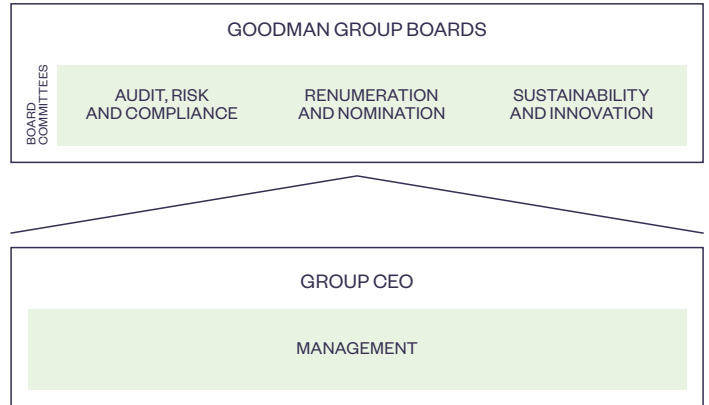 GOODMAN GROUP BOARDS
BOARD
COMMITTEES
AUDIT, RISK
AND COMPLIANCE
RENUMERATION
AND NOMINATION
SUSTAINABILITY
AND INNOVATION
GROUP CEO
MANAGEMENT